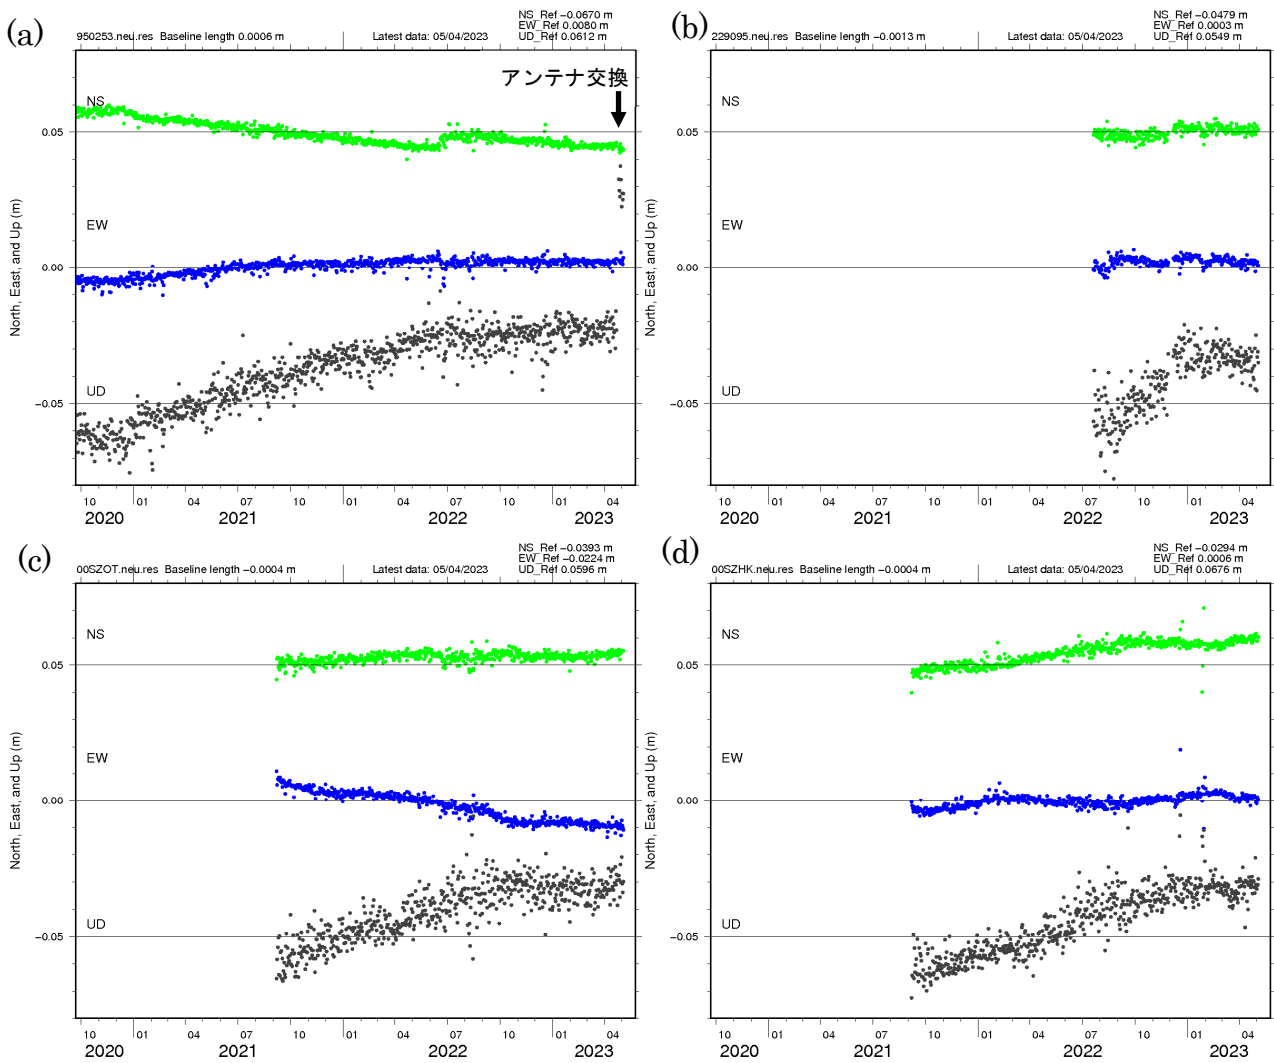 (a)
950253.neu.res Baseline length 0.0006 m
Latest data: 05/04/2023
NS_Ref −0.0670 m
EW_Ref 0.0080 m
UD_Ref 0.0612 m
アンテナ交換
NS
EW
UD
North, East, and Up (m)
0.05
0.00
−0.05
10 01 04 07 10 01 04 07 10 01 04
2020 2021 2022 2023
(b)
229095.neu.res Baseline length −0.0013 m
Latest data: 05/04/2023
NS_Ref −0.0479 m
EW_Ref 0.0003 m
UD_Ref 0.0549 m
NS
EW
UD
North, East, and Up (m)
0.05
0.00
−0.05
10 01 04 07 10 01 04 07 10 01 04
2020 2021 2022 2023
(c)
00SZOT.neu.res Baseline length −0.0004 m
Latest data: 05/04/2023
NS_Ref −0.0393 m
EW_Ref −0.0224 m
UD_Ref 0.0596 m
NS
EW
UD
North, East, and Up (m)
0.05
0.00
−0.05
10 01 04 07 10 01 04 07 10 01 04
2020 2021 2022 2023
(d)
00SZHK.neu.res Baseline length −0.0004 m
Latest data: 05/04/2023
NS_Ref −0.0294 m
EW_Ref 0.0006 m
UD_Ref 0.0676 m
NS
EW
UD
North, East, and Up (m)
0.05
0.00
−0.05
10 01 04 07 10 01 04 07 10 01 04
2020 2021 2022 2023